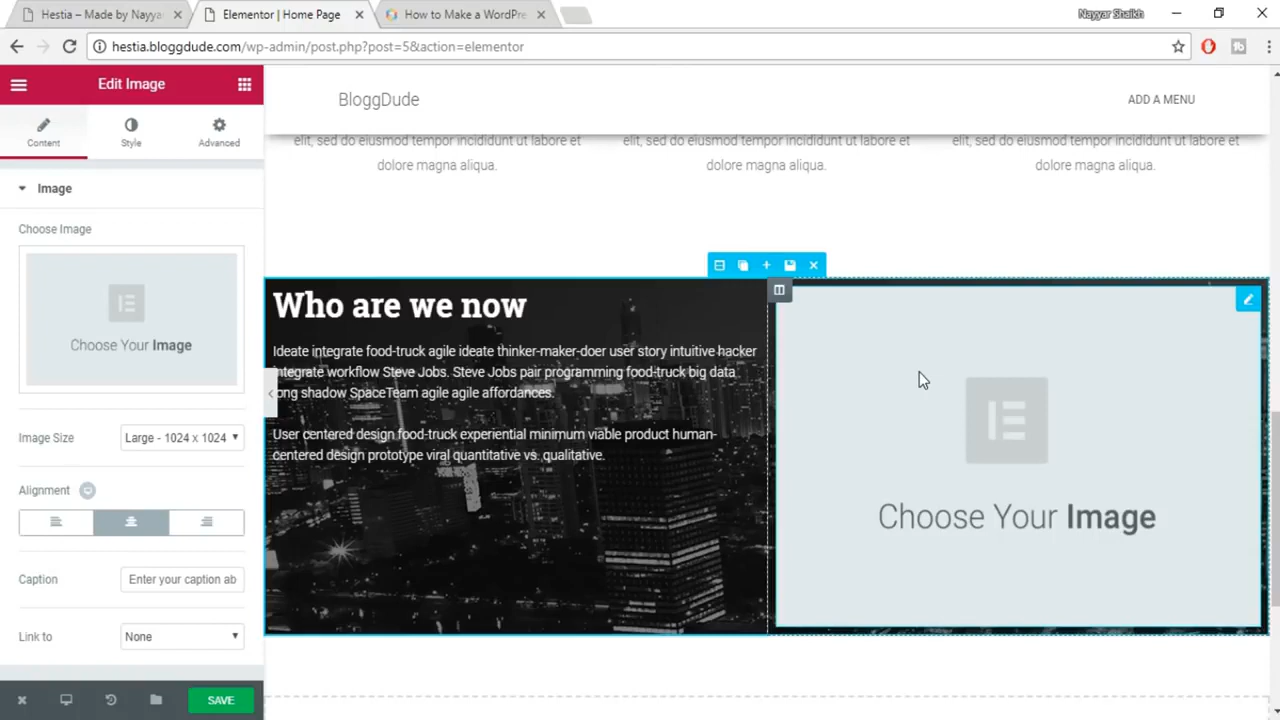 Hestia – Made by Nayya
Elementor | Home Page
How to Make a WordPre
Nayyar Shaikh
hestia.bloggdude.com/wp-admin/post.php?post=5&action=elementor
Edit Image
BloggDude
ADD A MENU
Content
Style
Advanced
elit, sed do eiusmod tempor incididunt ut labore et
dolore magna aliqua.
elit, sed do eiusmod tempor incididunt ut labore et
dolore magna aliqua.
elit, sed do eiusmod tempor incididunt ut labore et
dolore magna aliqua.
Image
Choose Image
Choose Your Image
Image Size
Large - 1024 x 1024
Alignment
Caption
Enter your caption ab
Link to
None
SAVE
Who are we now
Ideate integrate food-truck agile ideate thinker-maker-doer user story intuitive hacker
integrate workflow Steve Jobs. Steve Jobs pair programming food-truck big data
ong shadow SpaceTeam agile agile affordances.
User centered design food-truck experiential minimum viable product human-
centered design prototype viral quantitative vs. qualitative.
Choose Your Image